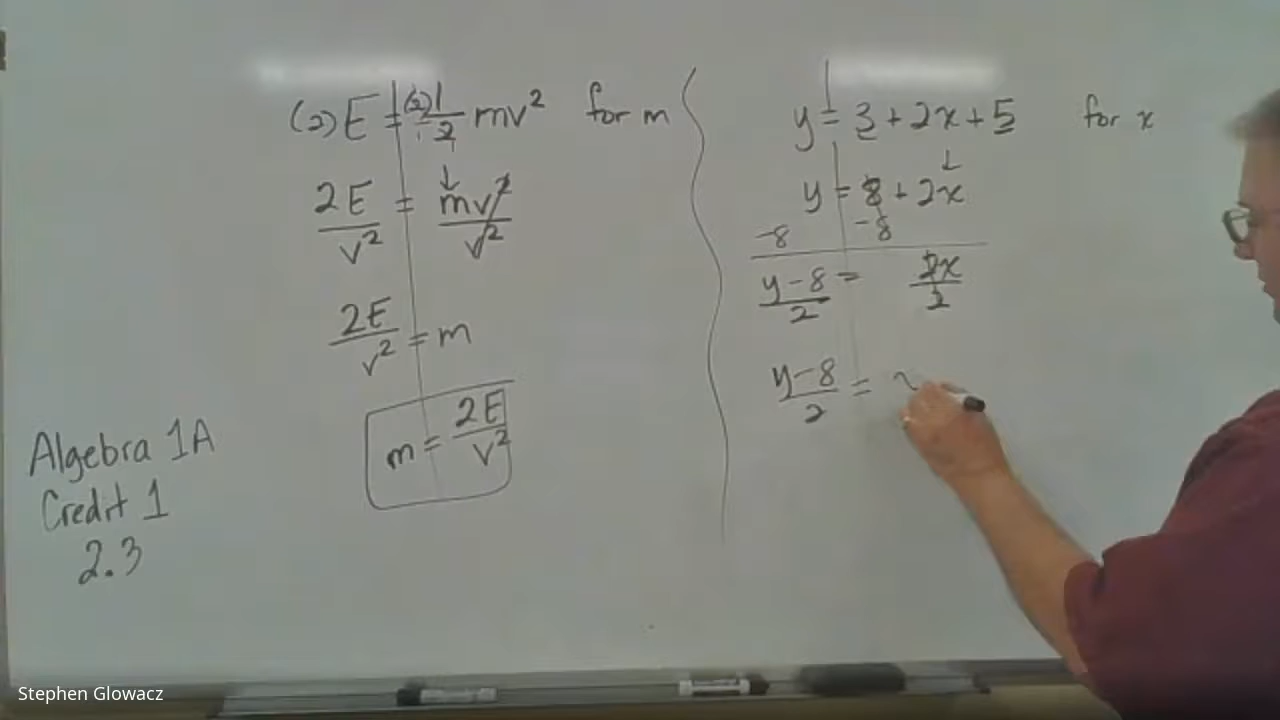 (2) E = (2) 1/2 mv² for m
2E/v² = mv²/v²
2E/v² = m
m = 2E/v²
y = 3 + 2x + 5 for x
y = 8 + 2x
-8 -8
y-8/2 = 2x/2
y-8/2 =
Algebra 1A
Credit 1
2.3
Stephen Glowacz